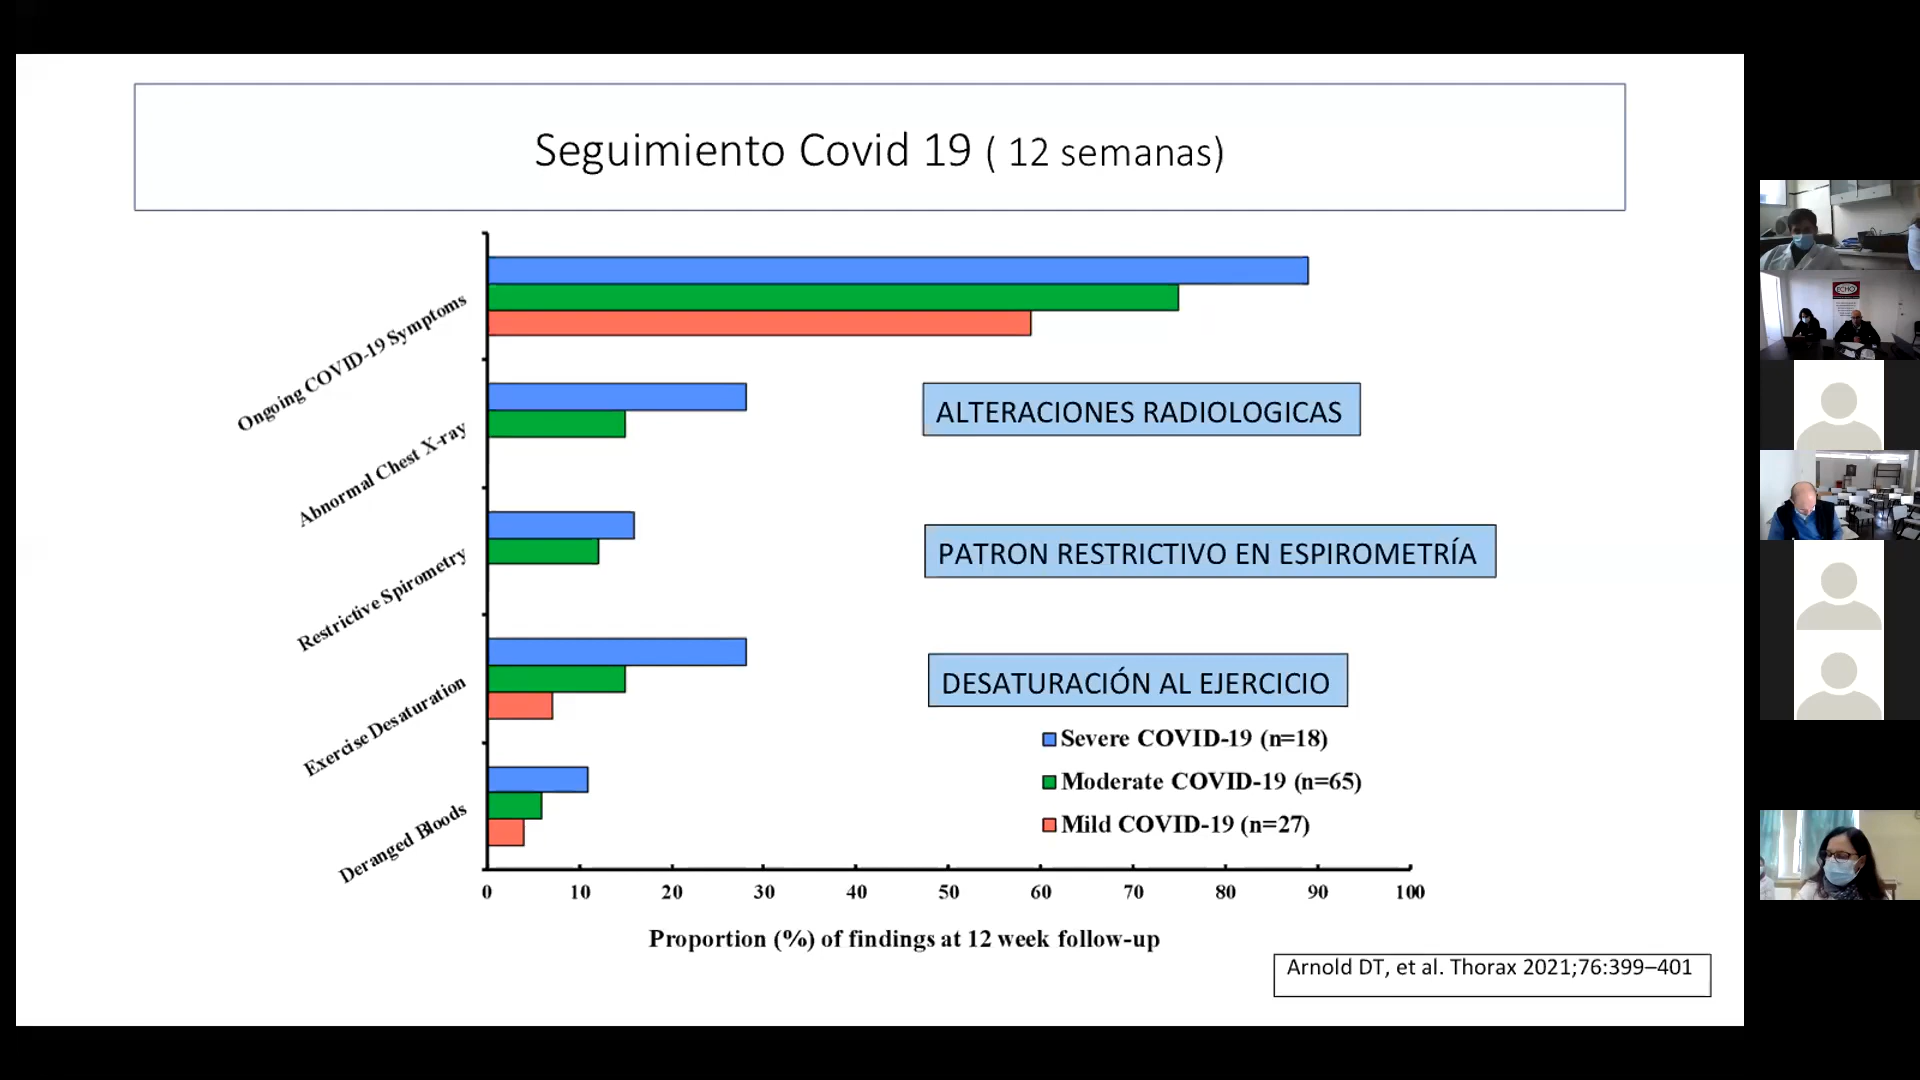 Seguimiento Covid 19 ( 12 semanas)
Ongoing COVID-19 Symptoms
Abnormal Chest X-ray
ALTERACIONES RADIOLOGICAS
Restrictive Spirometry
PATRON RESTRICTIVO EN ESPIROMETRÍA
Exercise Desaturation
DESATURACIÓN AL EJERCICIO
Severe COVID-19 (n=18)
Moderate COVID-19 (n=65)
Mild COVID-19 (n=27)
Deranged Bloods
0 10 20 30 40 50 60 70 80 90 100
Proportion (%) of findings at 12 week follow-up
Arnold DT, et al. Thorax 2021;76:399–401
ECHO